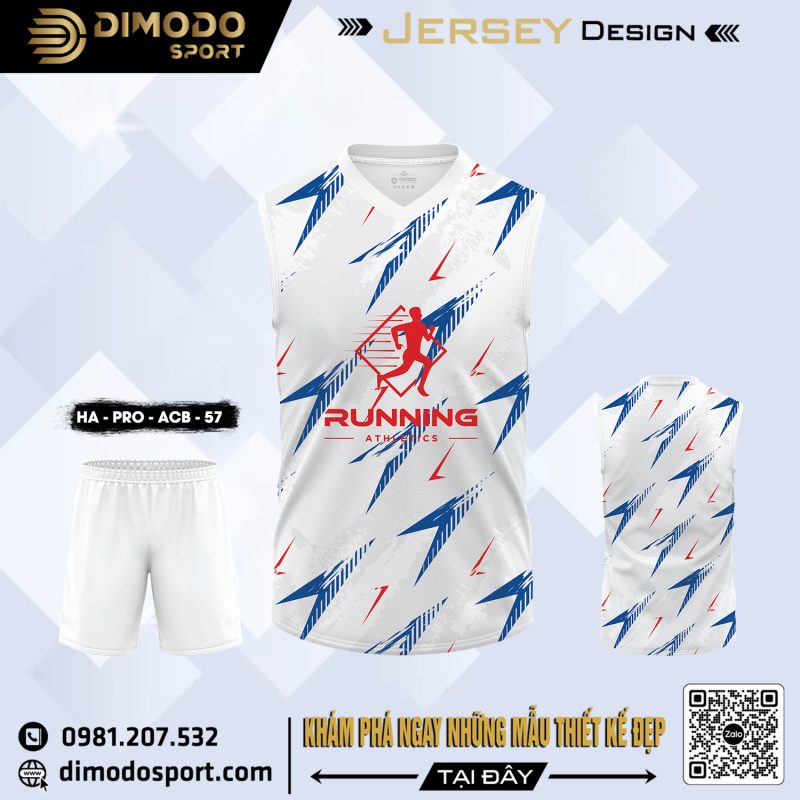 DIMODO
SPORT
JERSEY DESIGN
RUNNING
ATHLETICS
HA - PRO - ACB - 57
0981.207.532
dimodosport.com
KHÁM PHÁ NGAY NHỮNG MẪU THIẾT KẾ ĐẸP
TẠI ĐÂY
Zalo